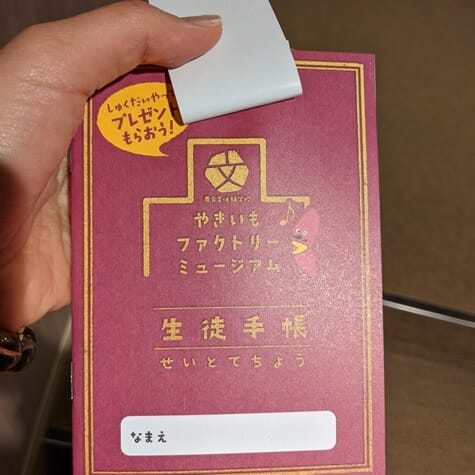 しゅくだいやって
プレゼント
もらおう!
文
やきいも
ファクトリー
ミュージアム
生徒手帳
せいとてちょう
なまえ